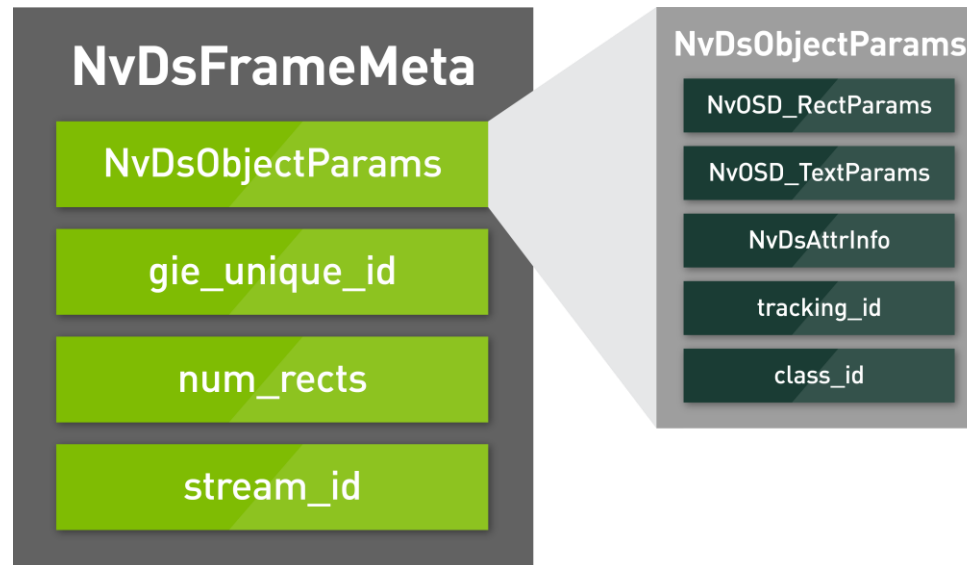 NvDsFrameMeta
NvDsObjectParams
gie_unique_id
num_rects
stream_id
NvDsObjectParams
NvOSD_RectParams
NvOSD_TextParams
NvDsAttrInfo
tracking_id
class_id